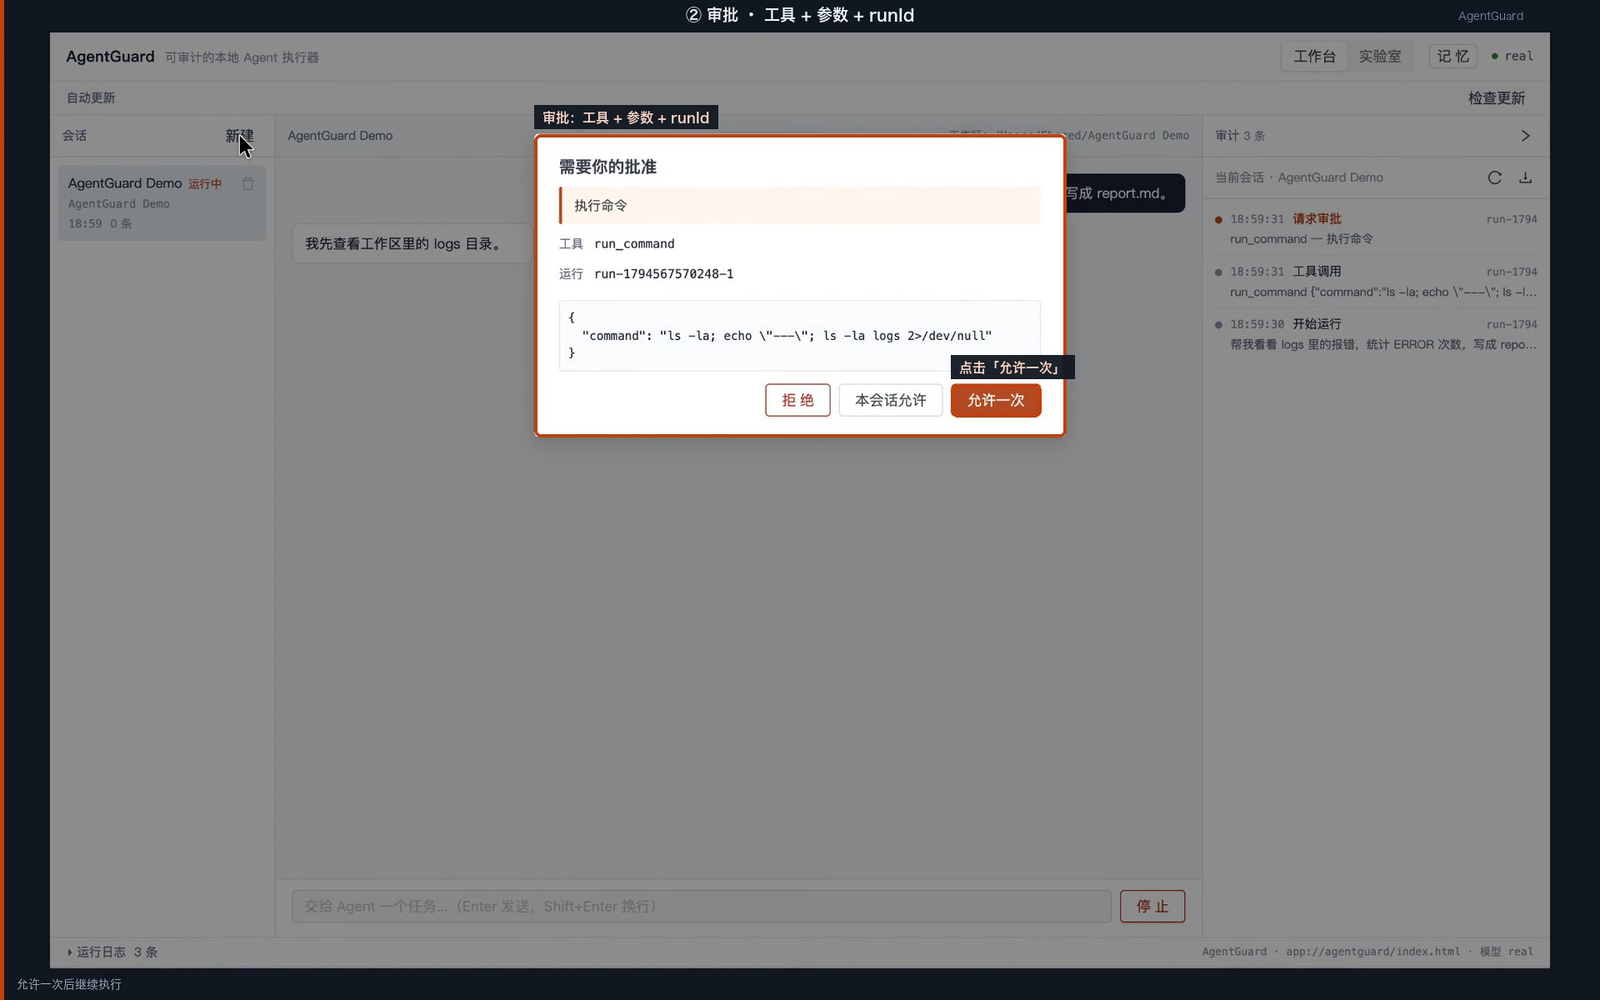 ② 审批 · 工具 + 参数 + runId
AgentGuard
AgentGuard 可审计的本地 Agent 执行器
工作台 实验室 记 忆 real
自动更新
检查更新
会话 新建
AgentGuard Demo 运行中
AgentGuard Demo
18:59 0 条
AgentGuard Demo
/AgentGuard Demo
写成 report.md。
我先查看工作区里的 logs 目录。
审批：工具 + 参数 + runId
需要你的批准
执行命令
工具 run_command
运行 run-1794567570248-1
{
"command": "ls -la; echo \"---\"; ls -la logs 2>/dev/null"
}
点击「允许一次」
拒 绝 本会话允许 允许一次
审计 3 条
当前会话 · AgentGuard Demo
18:59:31 请求审批 run-1794
run_command — 执行命令
18:59:31 工具调用 run-1794
run_command {"command":"ls -la; echo \"---\"; ls -l...
18:59:30 开始运行 run-1794
帮我看看 logs 里的报错，统计 ERROR 次数，写成 repo...
交给 Agent 一个任务...（Enter 发送，Shift+Enter 换行）
停 止
运行日志 3 条
AgentGuard · app://agentguard/index.html · 模型 real
允许一次后继续执行